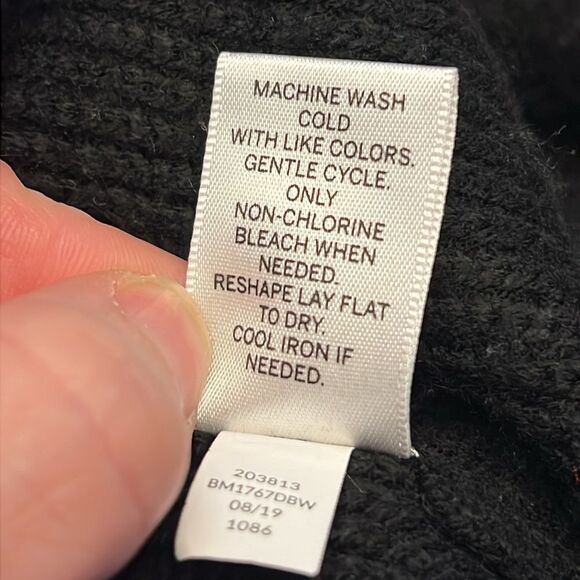 MACHINE WASH
COLD
WITH LIKE COLORS.
GENTLE CYCLE.
ONLY
NON-CHLORINE
BLEACH WHEN
NEEDED.
RESHAPE LAY FLAT
TO DRY.
COOL IRON IF
NEEDED.
203813
BM1767DBW
08/19
1086